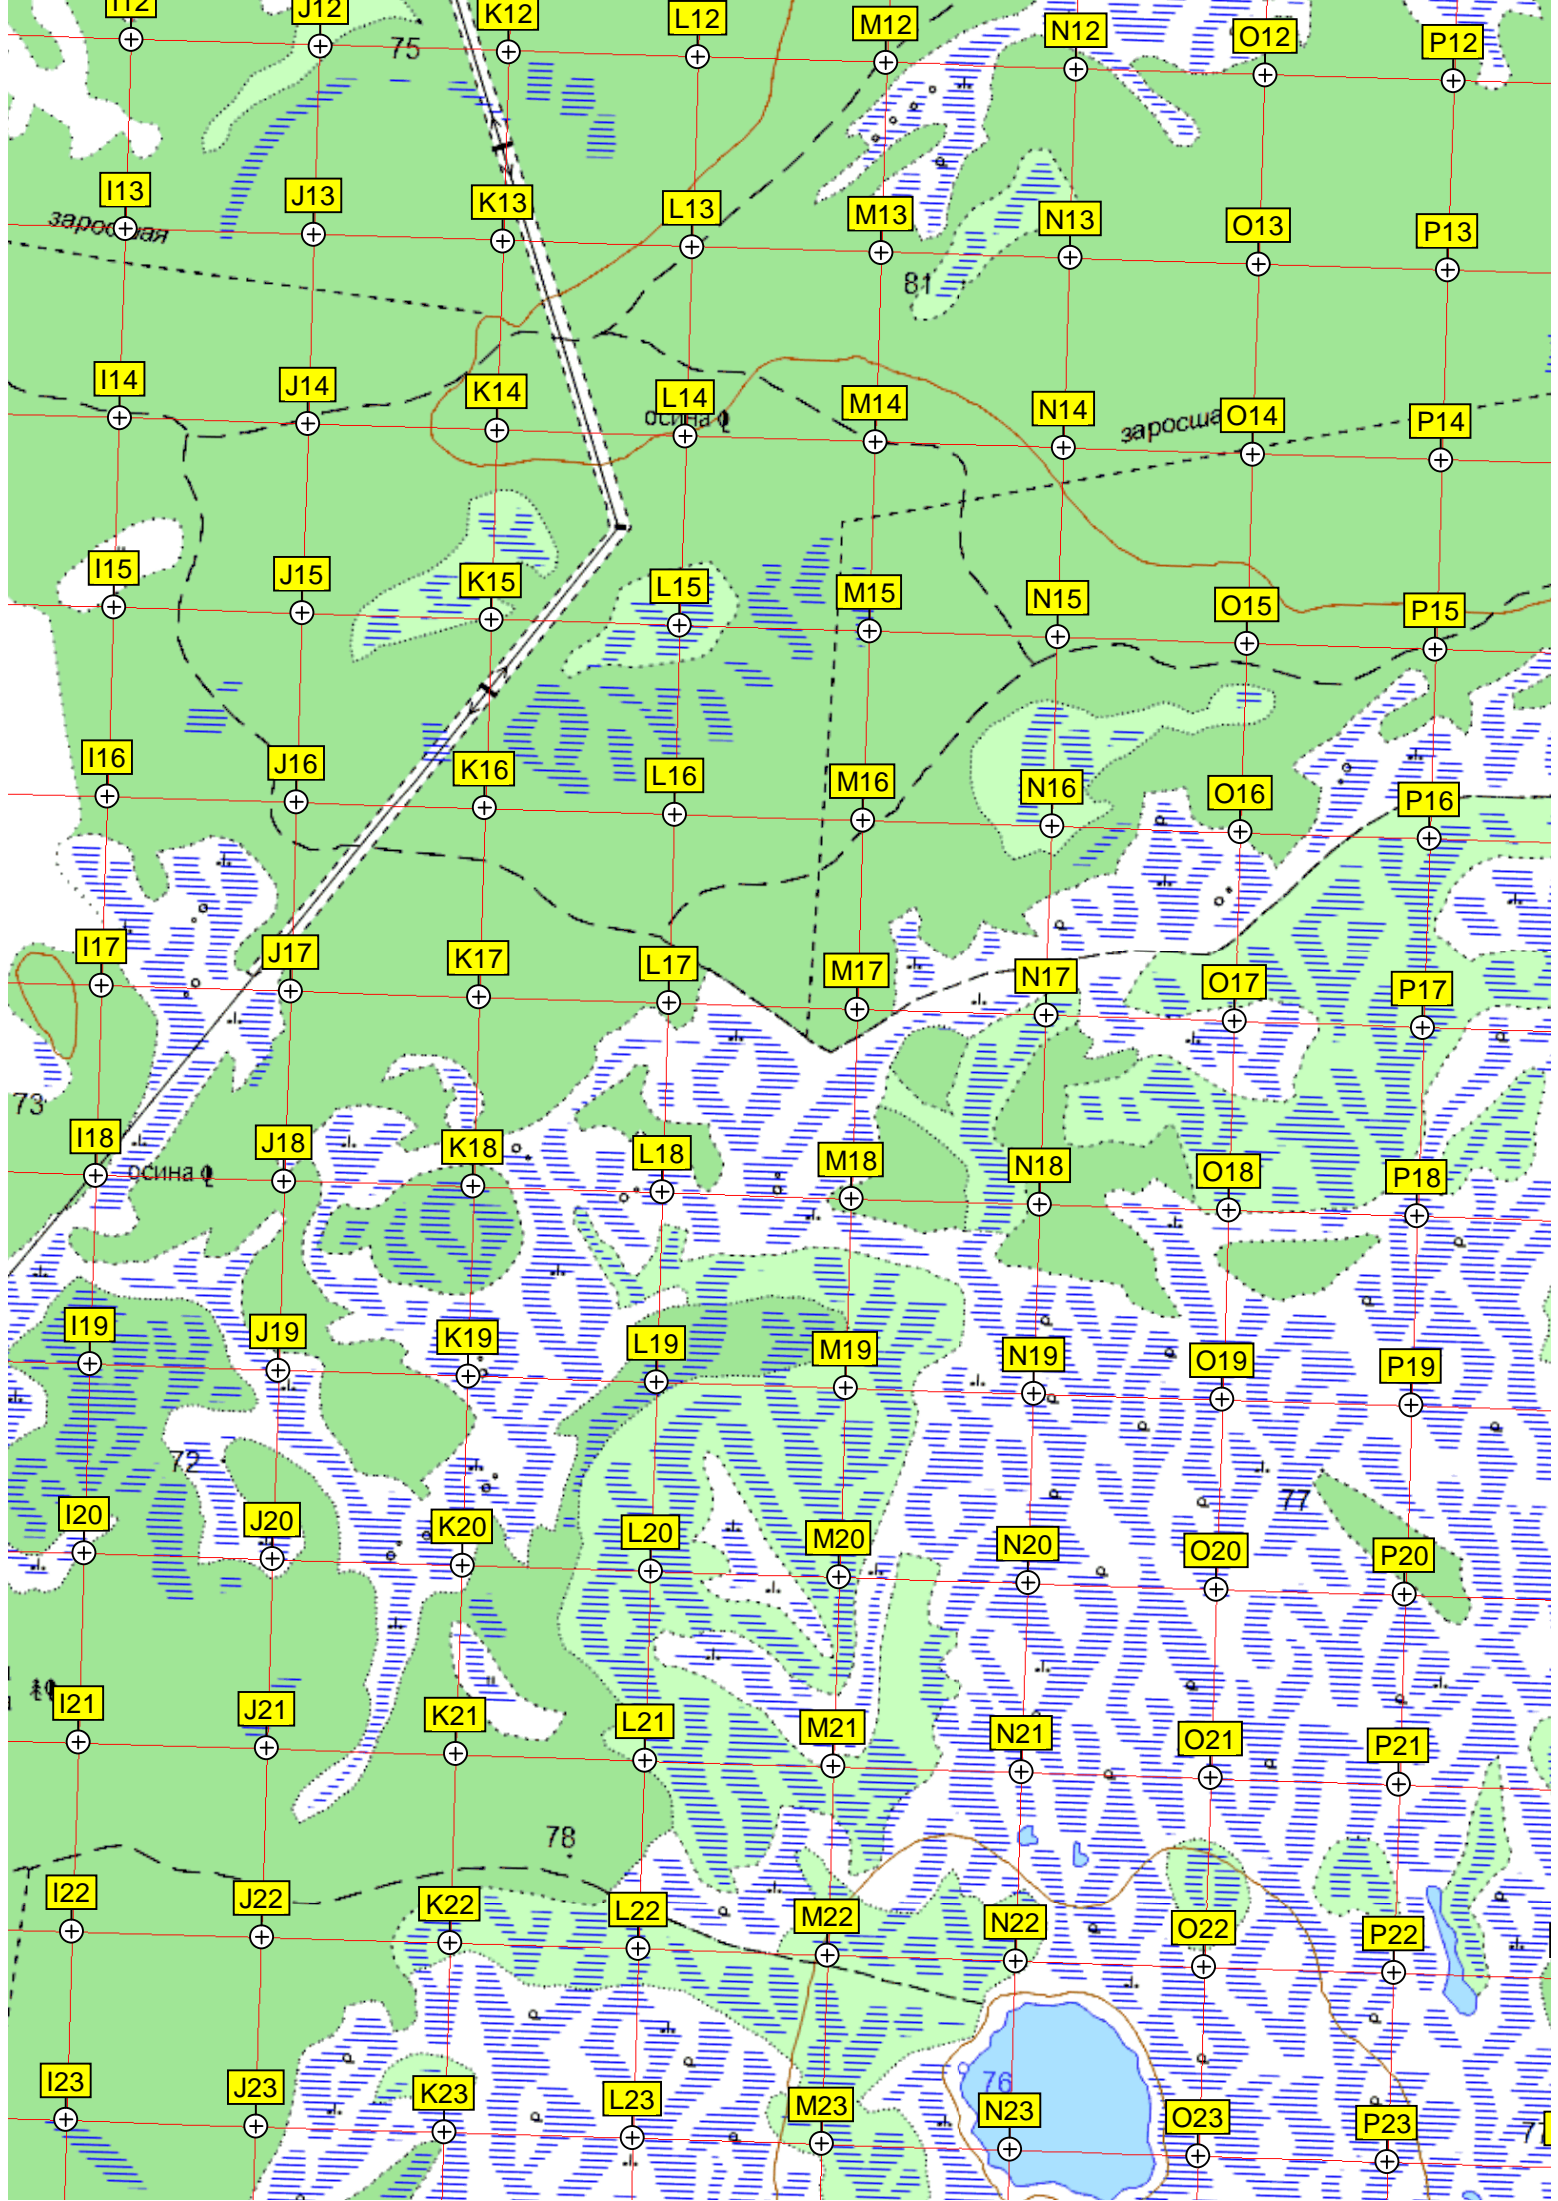 I12 J12 K12 L12 M12 N12 O12 P12
75
I13 J13 K13 L13 M13 N13 O13 P13
81
I14 J14 K14 L14 M14 N14 O14 P14
осина
I15 J15 K15 L15 M15 N15 O15 P15
I16 J16 K16 L16 M16 N16 O16 P16
I17 J17 K17 L17 M17 N17 O17 P17
73
I18 J18 K18 L18 M18 N18 O18 P18
осина
I19 J19 K19 L19 M19 N19 O19 P19
72
77
I20 J20 K20 L20 M20 N20 O20 P20
I21 J21 K21 L21 M21 N21 O21 P21
78
I22 J22 K22 L22 M22 N22 O22 P22
76
I23 J23 K23 L23 M23 N23 O23 P23